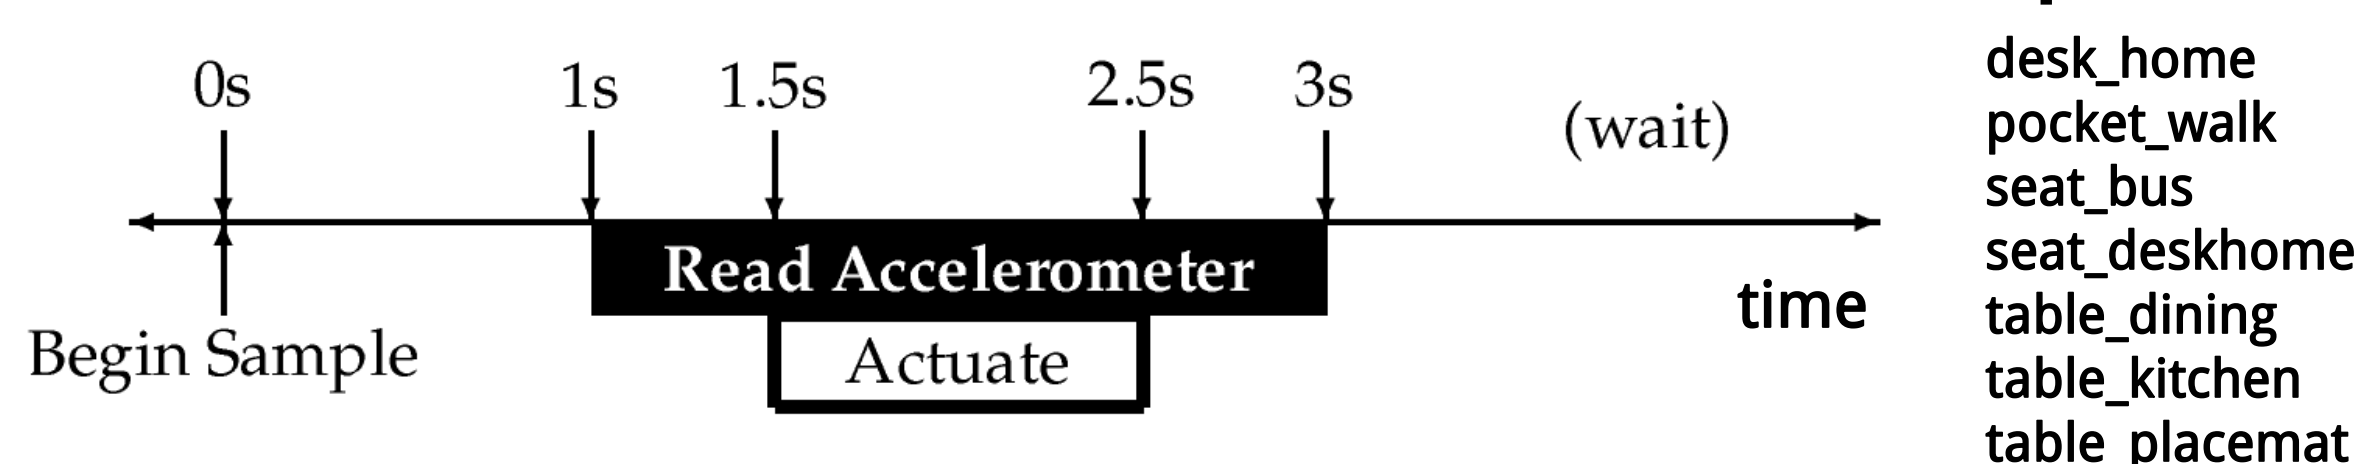 0s 1s 1.5s 2.5s 3s
(wait)
Read Accelerometer
time
Begin Sample
Actuate
desk_home
pocket_walk
seat_bus
seat_deskhome
table_dining
table_kitchen
table_placemat